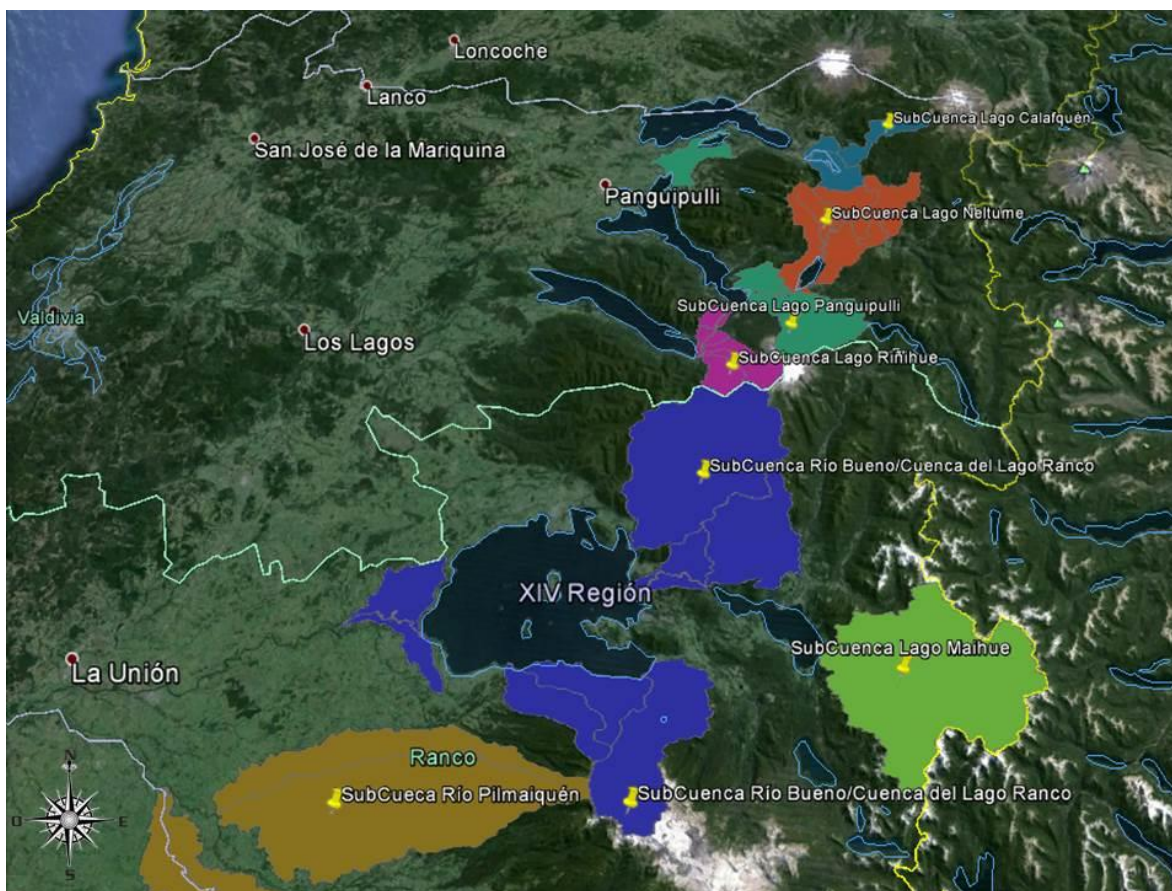 Loncoche
Lanco
SubCuenca Lago Calafquén
San José de la Mariquina
Panguipulli
SubCuenca Lago Neltume
SubCuenca Lago Panguipulli
Valdivia
Los Lagos
SubCuenca Lago Riñihue
SubCuenca Río Bueno/Cuenca del Lago Ranco
XIV Región
SubCuenca Lago Maihue
La Unión
Ranco
SubCueca Río Pilmaiquén
SubCuenca Río Bueno/Cuenca del Lago Ranco
N
O
E
S